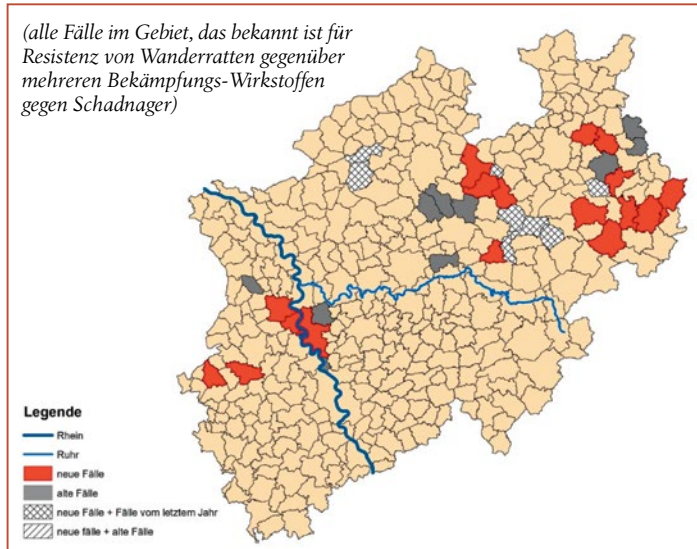 (alle Fälle im Gebiet, das bekannt ist für
Resistenz von Wanderratten gegenüber
mehreren Bekämpfungs-Wirkstoffen
gegen Schadnager)
Legende
Rhein
Ruhr
neue Fälle
alte Fälle
neue Fälle + Fälle vom letztem Jahr
neue fälle + alte Fälle